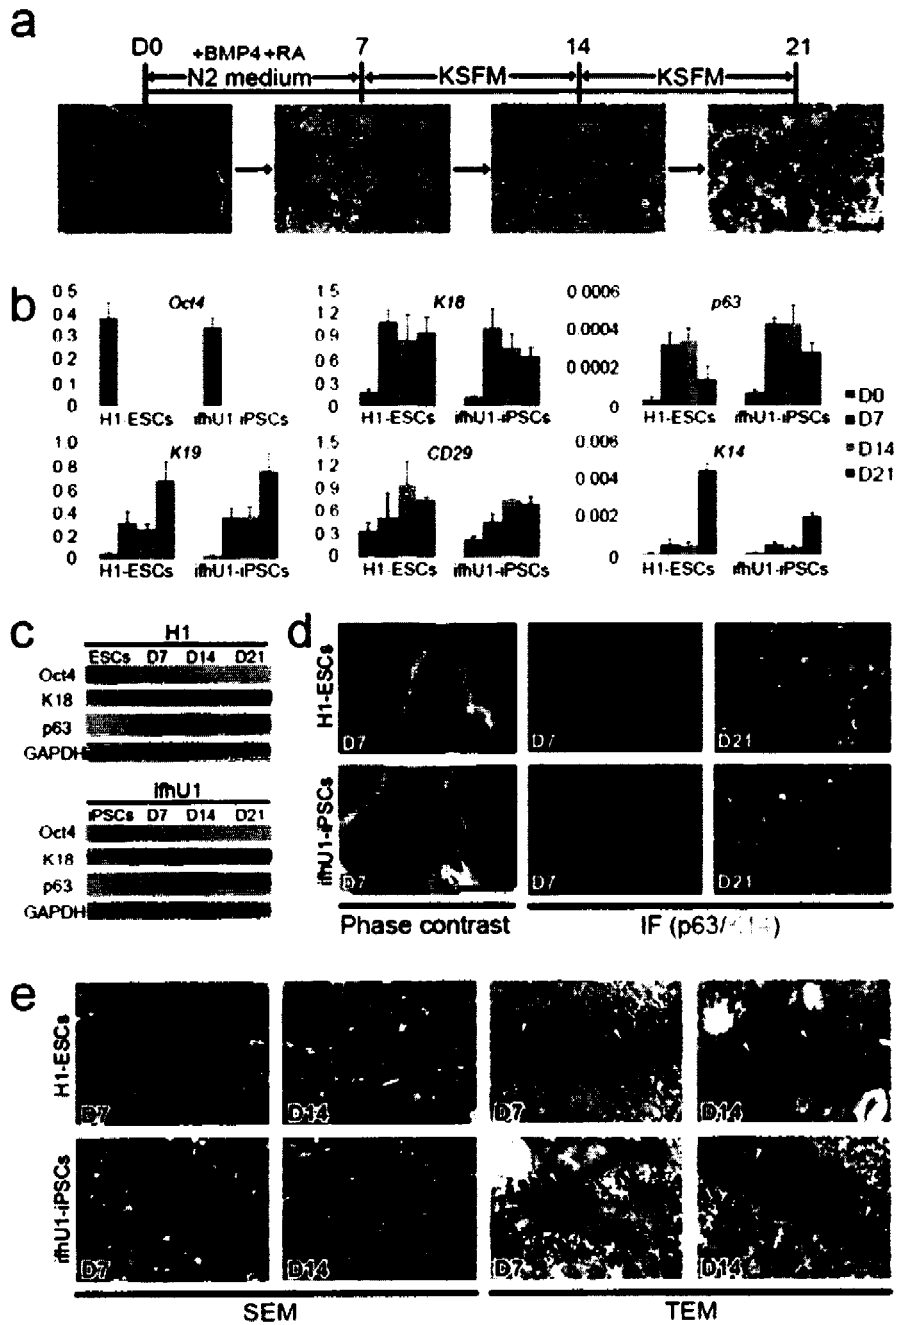 a
D0 +BMP4+RA 7 14 21
N2 medium KSFM KSFM
b
0 5
0 4
0 3
0 2
0 1
0
Oct4
H1-ESCs ifhU1-iPSCs
1 5
1 2
0 9
0 6
0 3
0
K18
H1-ESCs ifhU1-iPSCs
0 0006
0 0004
0 0002
0
p63
H1-ESCs ifhU1-iPSCs
D0
D7
D14
D21
1 0
0 8
0 6
0 4
0 2
0
K19
H1-ESCs ifhU1-iPSCs
1 5
1 2
0 9
0 6
0 3
0
CD29
H1-ESCs ifhU1-iPSCs
0 006
0 004
0 002
0
K14
H1-ESCs ifhU1-iPSCs
c
H1
ESCs D7 D14 D21
Oct4
K18
p63
GAPDH
ifhU1
iPSCs D7 D14 D21
Oct4
K18
p63
GAPDH
d
H1-ESCs
D7 D7 D21
ifhU1-iPSCs
D7 D7 D21
Phase contrast IF (p63/K14)
e
H1-ESCs
D7 D14 D7 D14
ifhU1-iPSCs
D7 D14 D7 D14
SEM TEM